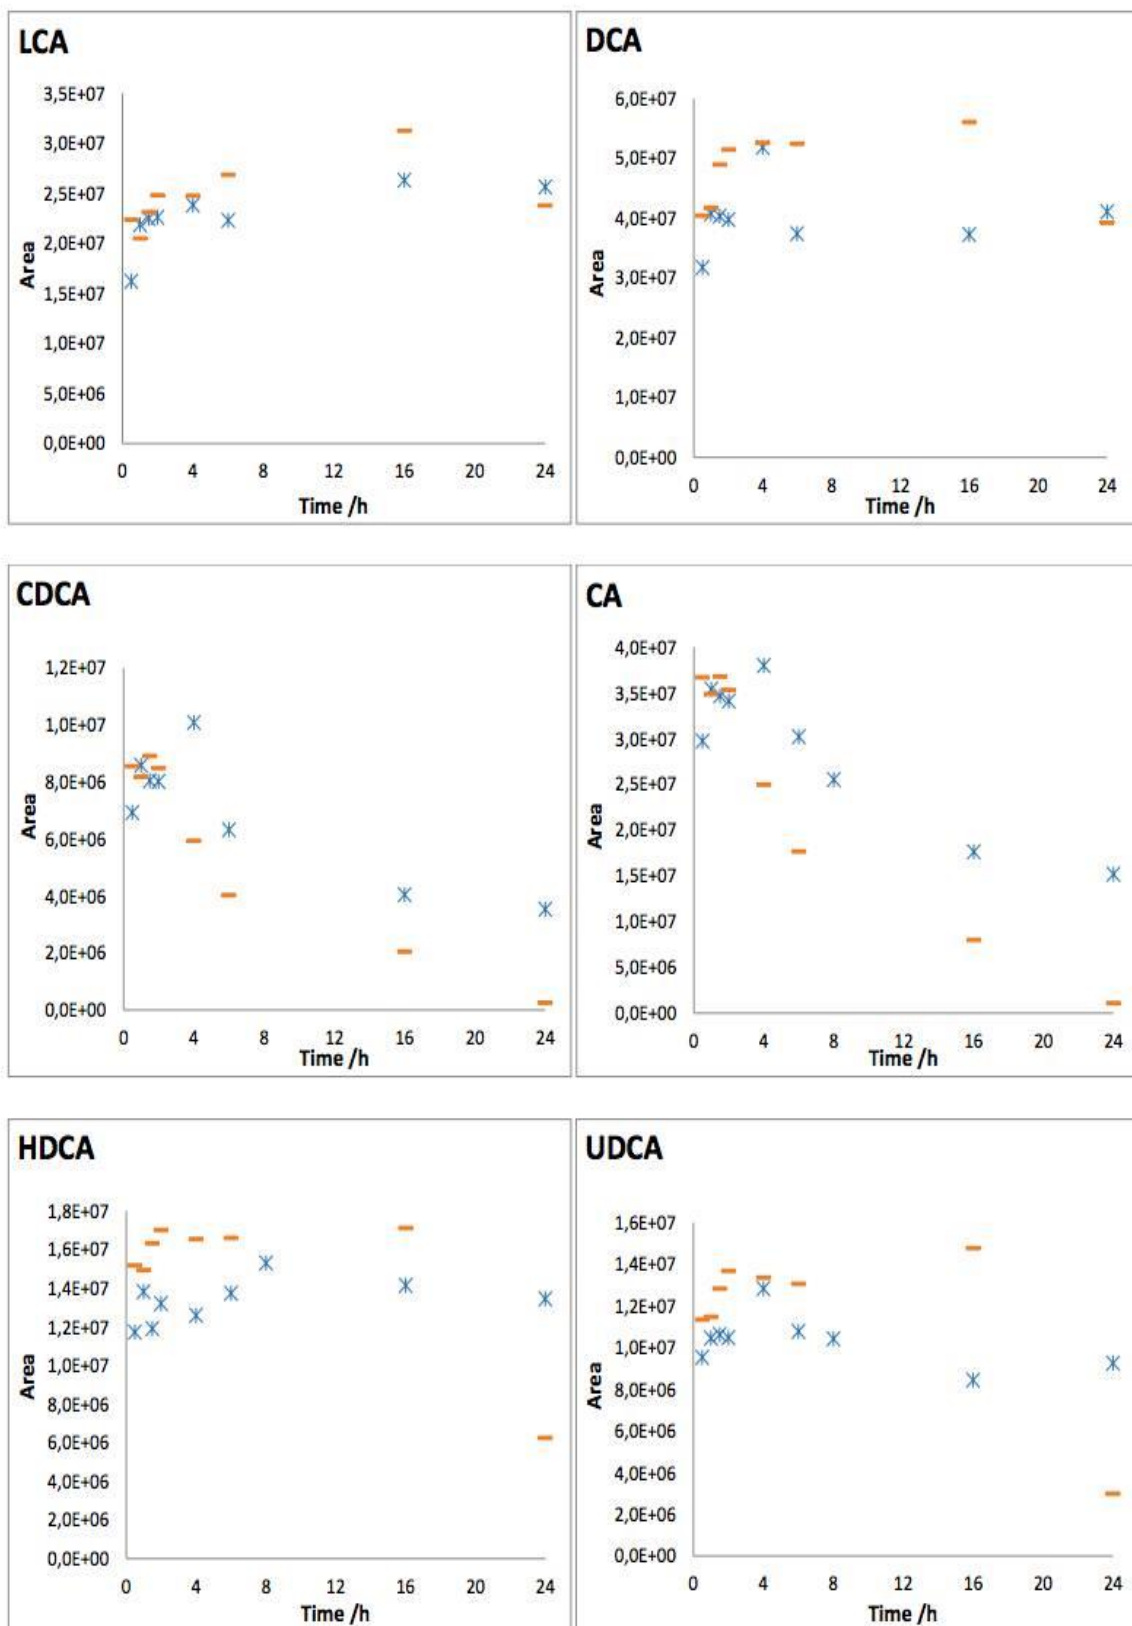 LCA
3,5E+07
3,0E+07
2,5E+07
2,0E+07
1,5E+07
1,0E+07
5,0E+06
0,0E+00
Area
0 4 8 12 16 20 24
Time /h
DCA
6,0E+07
5,0E+07
4,0E+07
3,0E+07
2,0E+07
1,0E+07
0,0E+00
Area
0 4 8 12 16 20 24
Time /h
CDCA
1,2E+07
1,0E+07
8,0E+06
6,0E+06
4,0E+06
2,0E+06
0,0E+00
Area
0 4 8 12 16 20 24
Time /h
CA
4,0E+07
3,5E+07
3,0E+07
2,5E+07
2,0E+07
1,5E+07
1,0E+07
5,0E+06
0,0E+00
Area
0 4 8 12 16 20 24
Time /h
HDCA
1,8E+07
1,6E+07
1,4E+07
1,2E+07
1,0E+07
8,0E+06
6,0E+06
4,0E+06
2,0E+06
0,0E+00
Area
0 4 8 12 16 20 24
Time /h
UDCA
1,6E+07
1,4E+07
1,2E+07
1,0E+07
8,0E+06
6,0E+06
4,0E+06
2,0E+06
0,0E+00
Area
0 4 8 12 16 20 24
Time /h